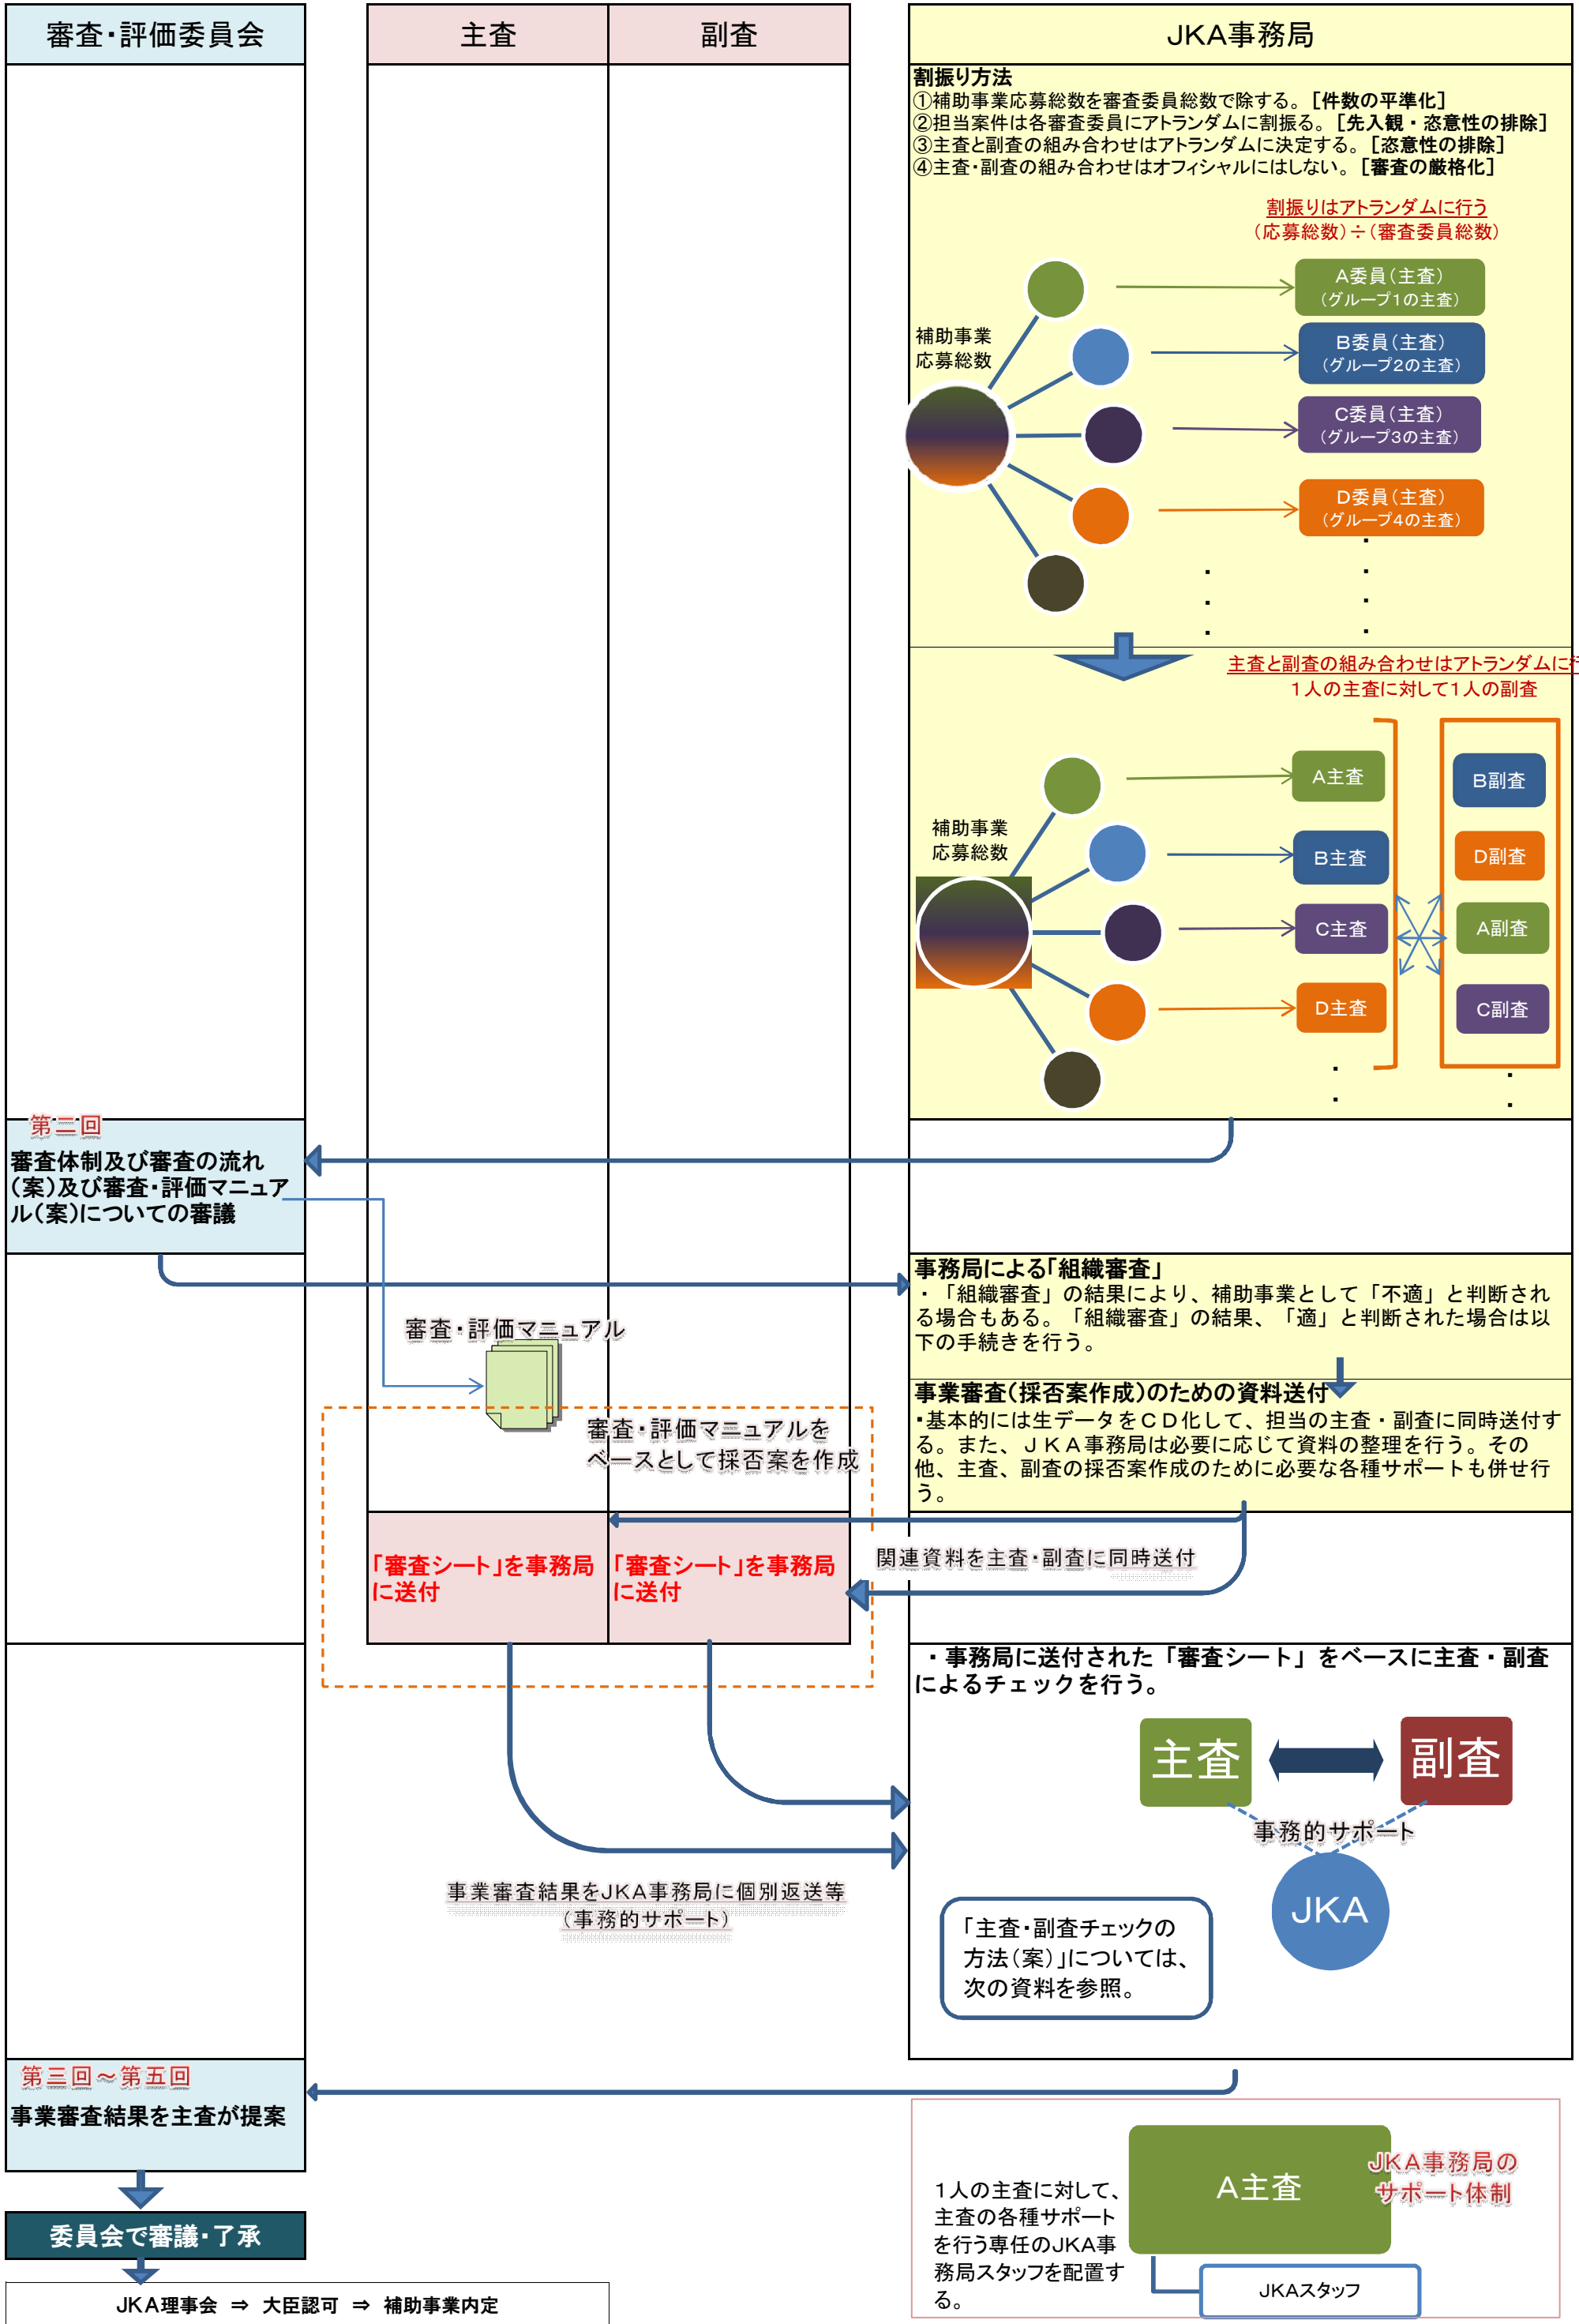 審査・評価委員会
主査
副査
JKA事務局
割振り方法
①補助事業応募総数を審査委員総数で除する。［件数の平準化］
②担当案件は各審査委員にアトランダムに割振る。［先入観・恣意性の排除］
③主査と副査の組み合わせはアトランダムに決定する。［恣意性の排除］
④主査・副査の組み合わせはオフィシャルにはしない。［審査の厳格化］
割振りはアトランダムに行う
（応募総数）÷（審査委員総数）
補助事業
応募総数
A委員（主査）
（グループ1の主査）
B委員（主査）
（グループ2の主査）
C委員（主査）
（グループ3の主査）
D委員（主査）
（グループ4の主査）
主査と副査の組み合わせはアトランダムに行
1人の主査に対して1人の副査
補助事業
応募総数
A主査
B副査
B主査
D副査
C主査
A副査
D主査
C副査
第二回
審査体制及び審査の流れ
（案）及び審査・評価マニュア
ル（案）についての審議
事務局による「組織審査」
・「組織審査」の結果により、補助事業として「不適」と判断され
る場合もある。「組織審査」の結果、「適」と判断された場合は以
下の手続きを行う。
審査・評価マニュアル
事業審査（採否案作成）のための資料送付
・基本的には生データをＣＤ化して、担当の主査・副査に同時送付す
る。また、ＪＫＡ事務局は必要に応じて資料の整理を行う。その
他、主査、副査の採否案作成のために必要な各種サポートも併せ行
う。
審査・評価マニュアルを
ベースとして採否案を作成
「審査シート」を事務局
に送付
「審査シート」を事務局
に送付
関連資料を主査・副査に同時送付
・事務局に送付された「審査シート」をベースに主査・副査
によるチェックを行う。
主査
副査
事務的サポート
JKA
事業審査結果をJKA事務局に個別返送等
（事務的サポート）
「主査・副査チェックの
方法（案）」については、
次の資料を参照。
第三回～第五回
事業審査結果を主査が提案
委員会で審議・了承
JKA理事会 ⇒ 大臣認可 ⇒ 補助事業内定
A主査
JKA事務局の
サポート体制
1人の主査に対して、
主査の各種サポート
を行う専任のJKA事
務局スタッフを配置す
る。
JKAスタッフ